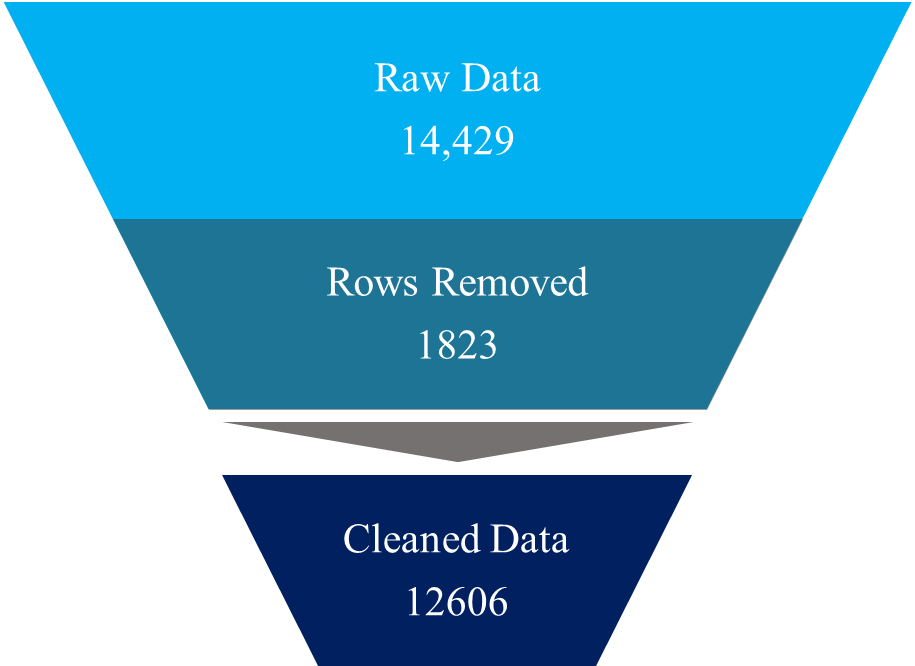 Raw Data
14,429
Rows Removed
1823
Cleaned Data
12606